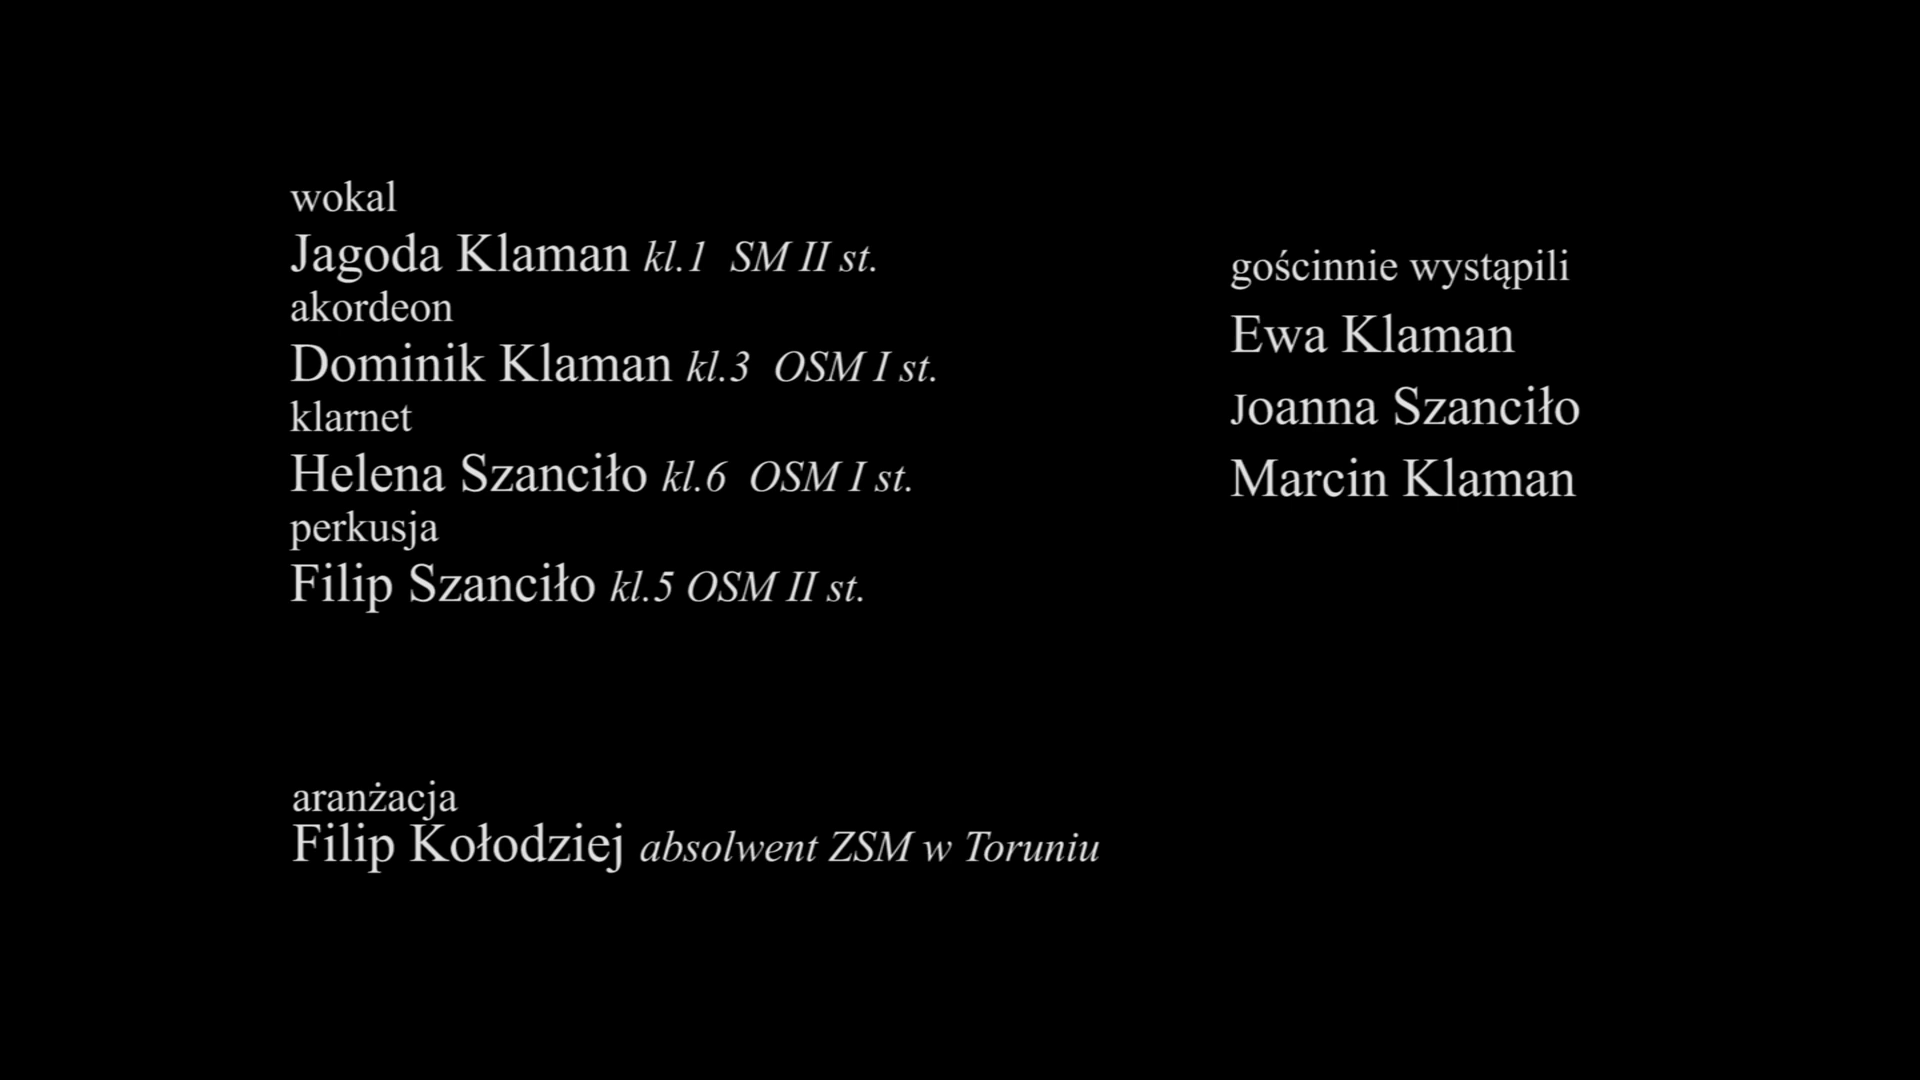 wokal
Jagoda Klaman kl.1 SM II st.
akordeon
Dominik Klaman kl.3 OSM I st.
klarnet
Helena Szanciło kl.6 OSM I st.
perkusja
Filip Szanciło kl.5 OSM II st.
gościnnie wystąpili
Ewa Klaman
Joanna Szanciło
Marcin Klaman
aranżacja
Filip Kołodziej absolwent ZSM w Toruniu